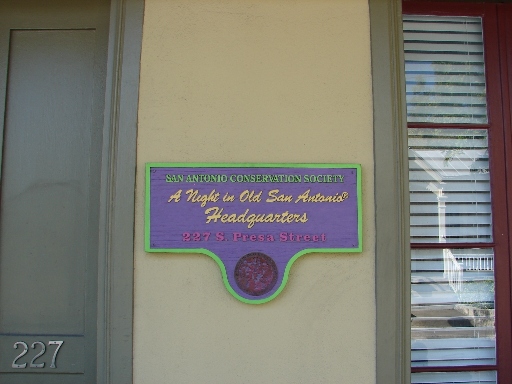 SAN ANTONIO CONSERVATION SOCIETY
A Night in Old San Antonio®
Headquarters
227 S. Presa Street
227